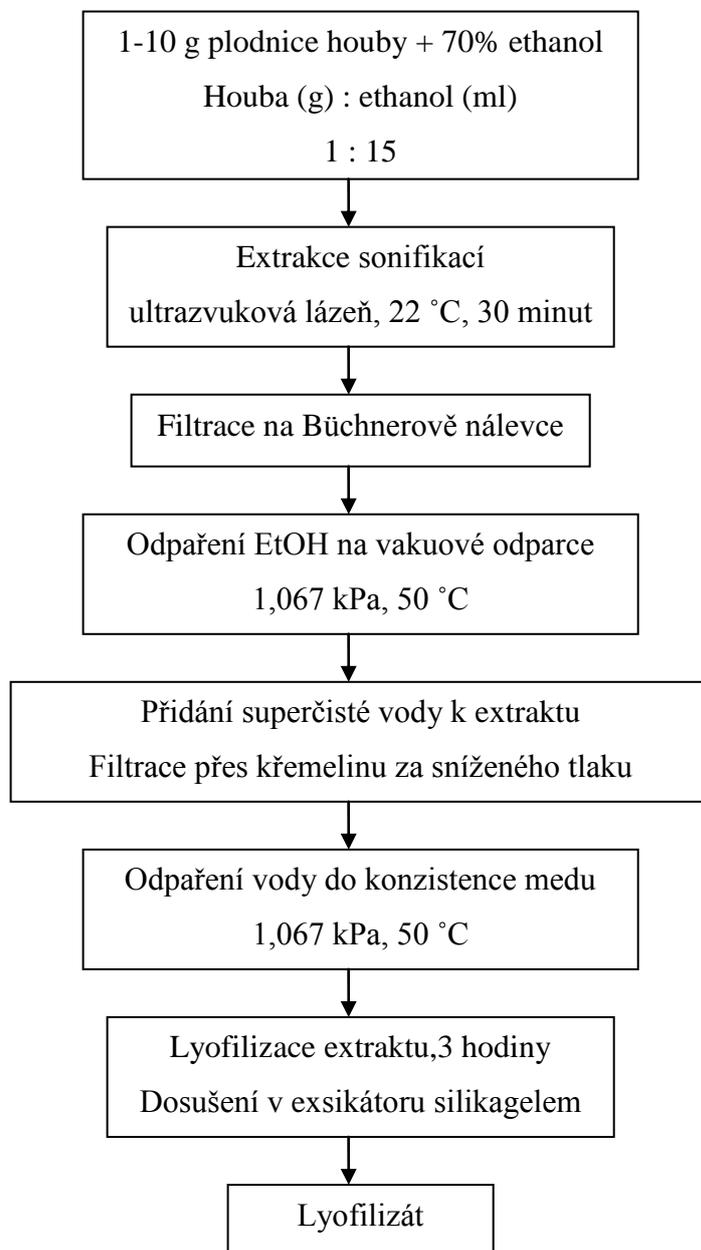 1-10 g plodnice houby + 70% ethanol
Houba (g) : ethanol (ml)
1 : 15
Extrakce sonifikací
ultrazvuková lázeň, 22 ˚C, 30 minut
Filtrace na Büchnerově nálevce
Odpaření EtOH na vakuové odparce
1,067 kPa, 50 ˚C
Přidání superčisté vody k extraktu
Filtrace přes křemelinu za sníženého tlaku
Odpaření vody do konzistence medu
1,067 kPa, 50 ˚C
Lyofilizace extraktu,3 hodiny
Dosušení v exsikátoru silikagelem
Lyofilizát